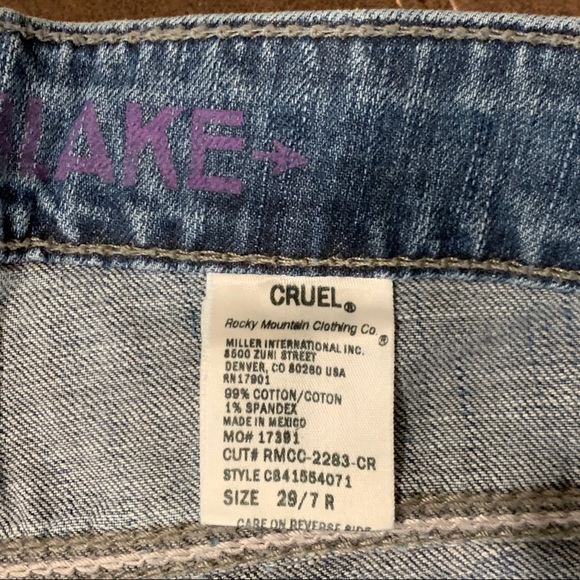 LAKE→
CRUEL®
Rocky Mountain Clothing Co.®
MILLER INTERNATIONAL INC.
8500 ZUNI STREET
DENVER, CO 80260 USA
RN17901
99% COTTON/COTON
1% SPANDEX
MADE IN MEXICO
MO# 17391
CUT# RMCC-2283-CR
STYLE CB41554071
SIZE 29/7 R
CARE ON REVERSE SIDE